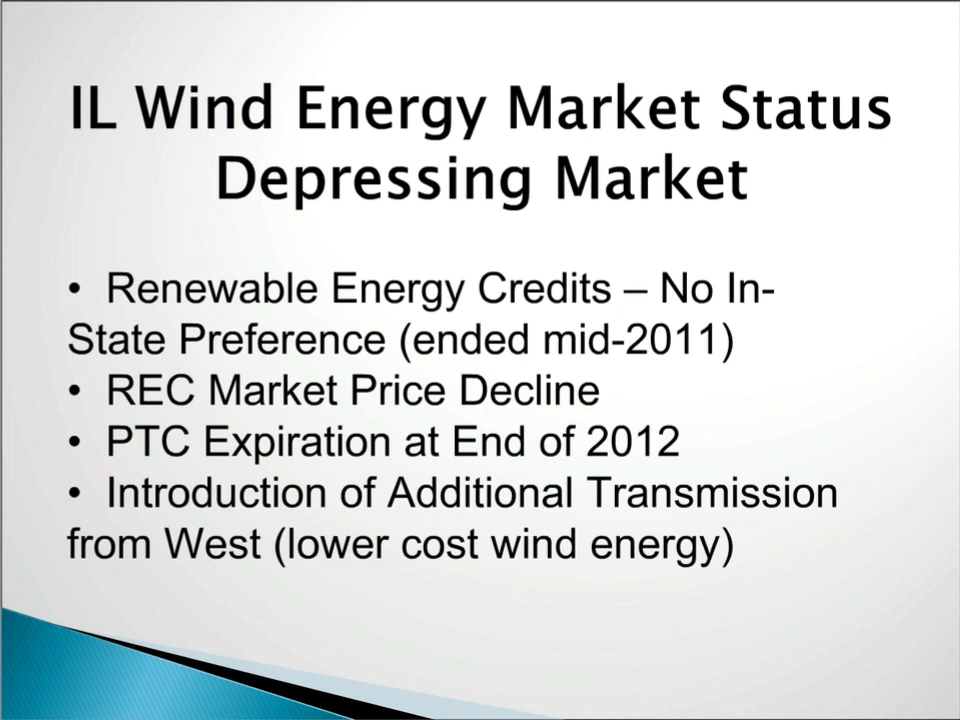 IL Wind Energy Market Status
Depressing Market
• Renewable Energy Credits – No In-
State Preference (ended mid-2011)
• REC Market Price Decline
• PTC Expiration at End of 2012
• Introduction of Additional Transmission
from West (lower cost wind energy)